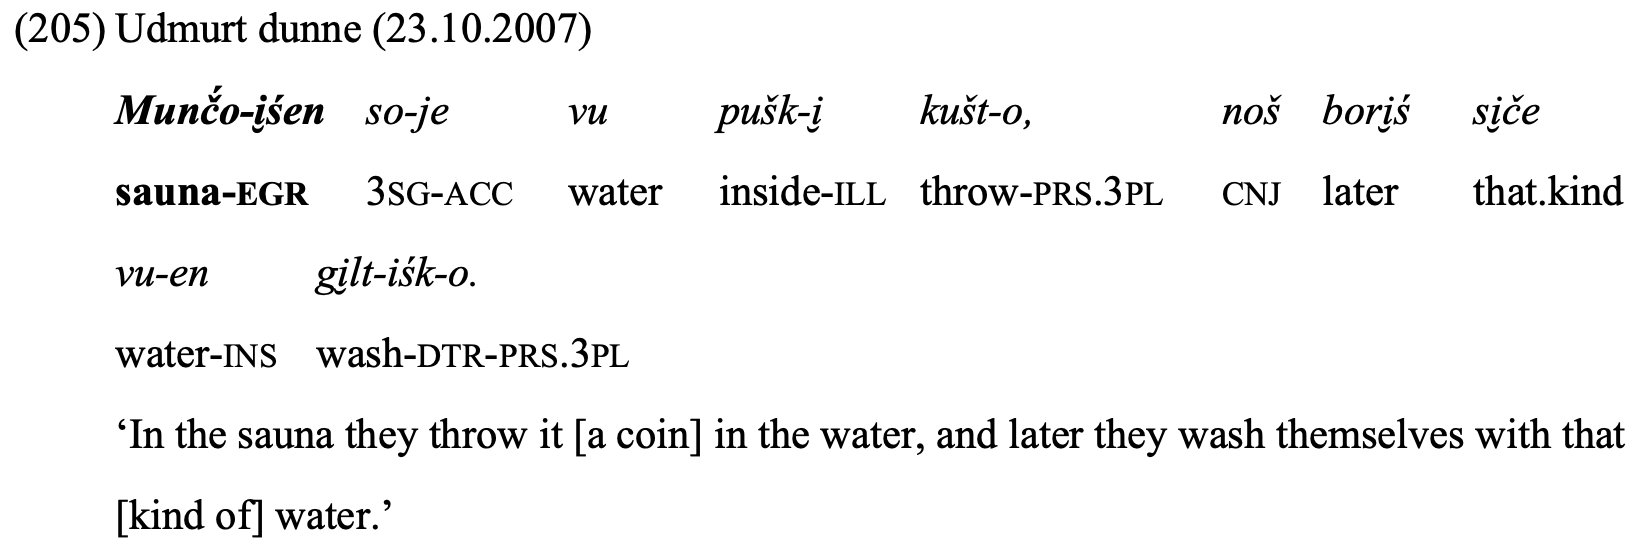 (205) Udmurt dunne (23.10.2007)
Munč́o-i̮śen so-je vu pušk-i̮ kušt-o, noš bori̮ś si̮če
sauna-EGR 3SG-ACC water inside-ILL throw-PRS.3PL CNJ later that.kind
vu-en gi̮lt-iśk-o.
water-INS wash-DTR-PRS.3PL
‘In the sauna they throw it [a coin] in the water, and later they wash themselves with that
[kind of] water.’